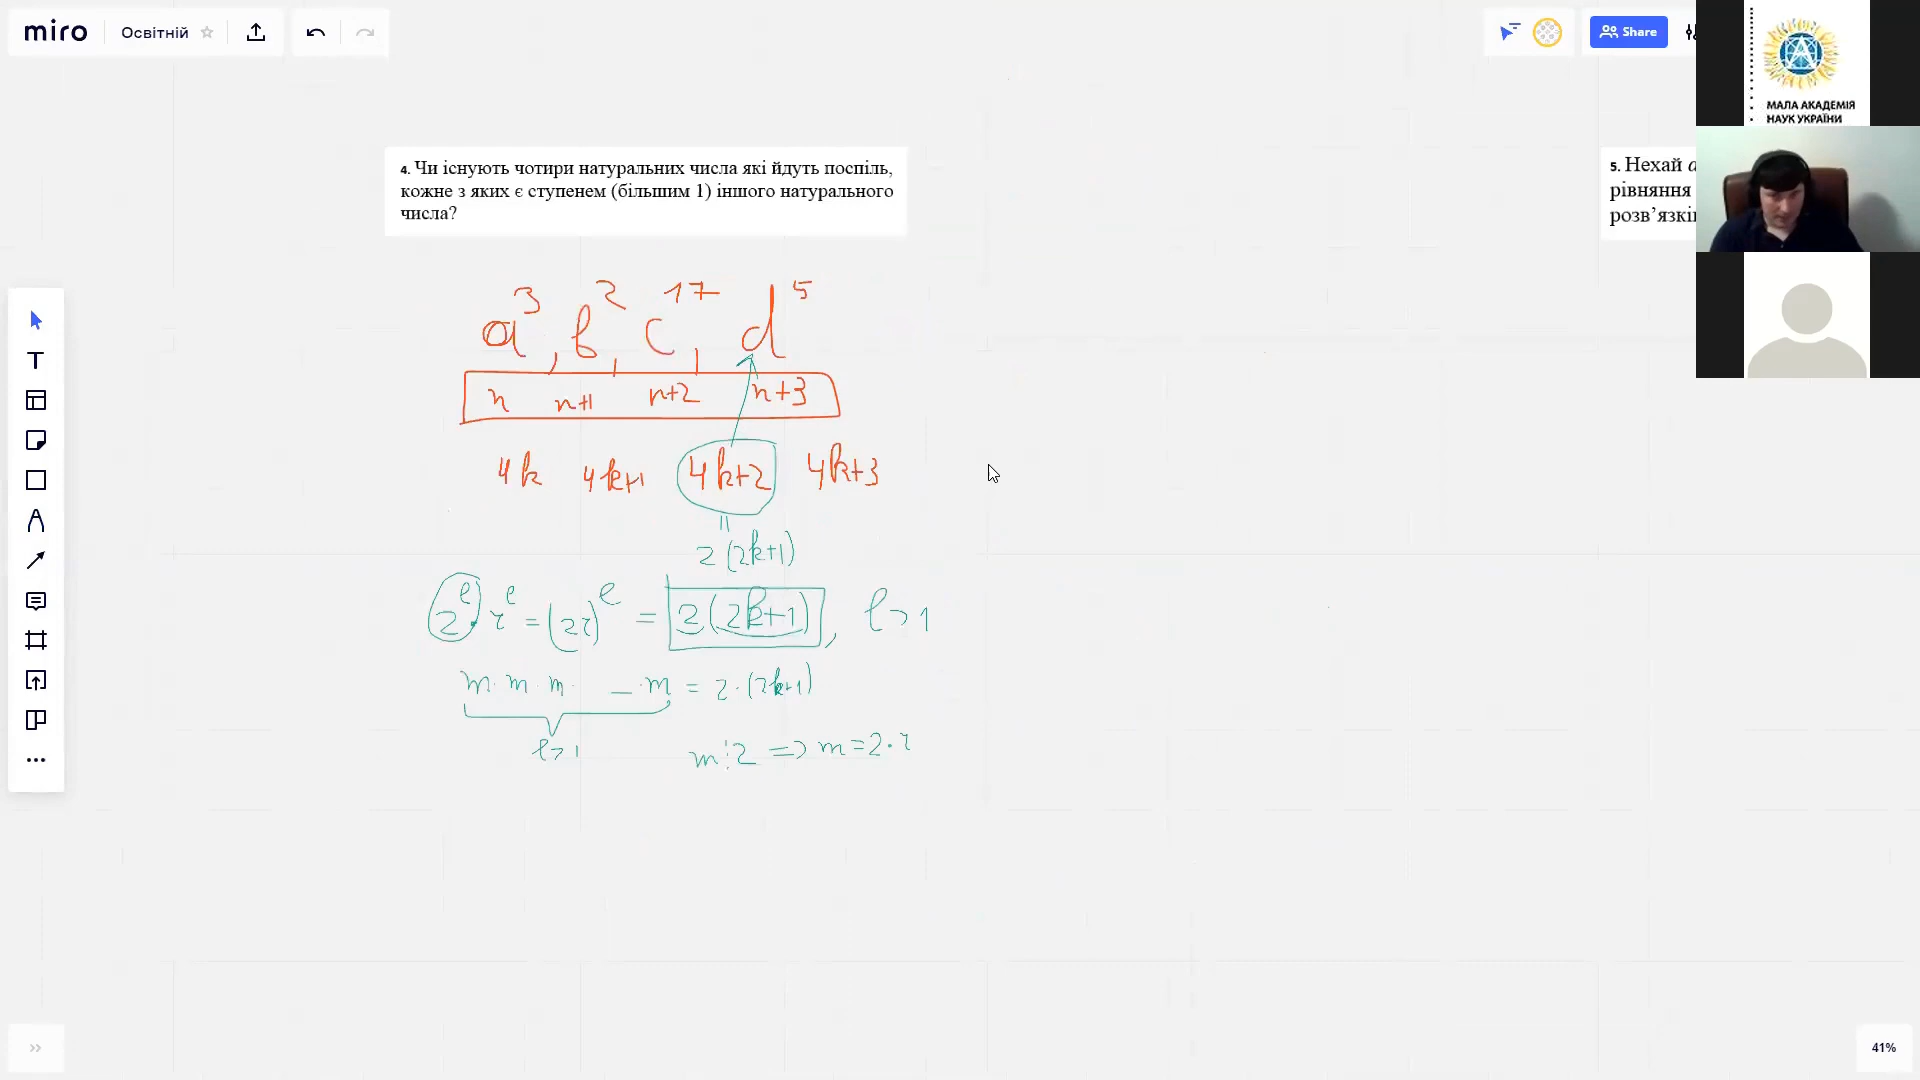 miro
Освітній
Share
МАЛА АКАДЕМІЯ
НАУК УКРАЇНИ
4. Чи існують чотири натуральних числа які йдуть поспіль,
кожне з яких є ступенем (більшим 1) іншого натурального
числа?
5. Нехай a
рівняння
розв’язкі
a³, b², c¹⁷, d⁵
n n+1 n+2 n+3
4k 4k+1 4k+2 4k+3
=
2(2k+1)
2^ℓ · r^ℓ = (2r)^ℓ = 2(2k+1), ℓ>1
m · m · m · _ · m = 2·(2k+1)
ℓ>1
m⋮2 => m=2·r
T
41%